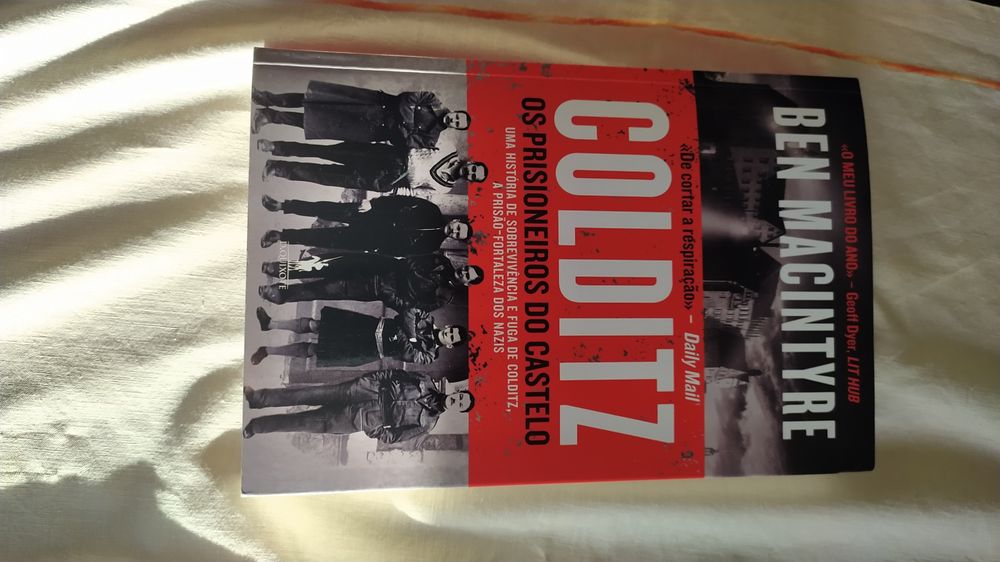 «O MEU LIVRO DO ANO» – Geoff Dyer, LIT HUB
BEN MACINTYRE
«De cortar a respiração» – Daily Mail
COLDITZ
OS PRISIONEIROS DO CASTELO
UMA HISTÓRIA DE SOBREVIVÊNCIA E FUGA DE COLDITZ,
A PRISÃO-FORTALEZA DOS NAZIS
D.QUIXOTE